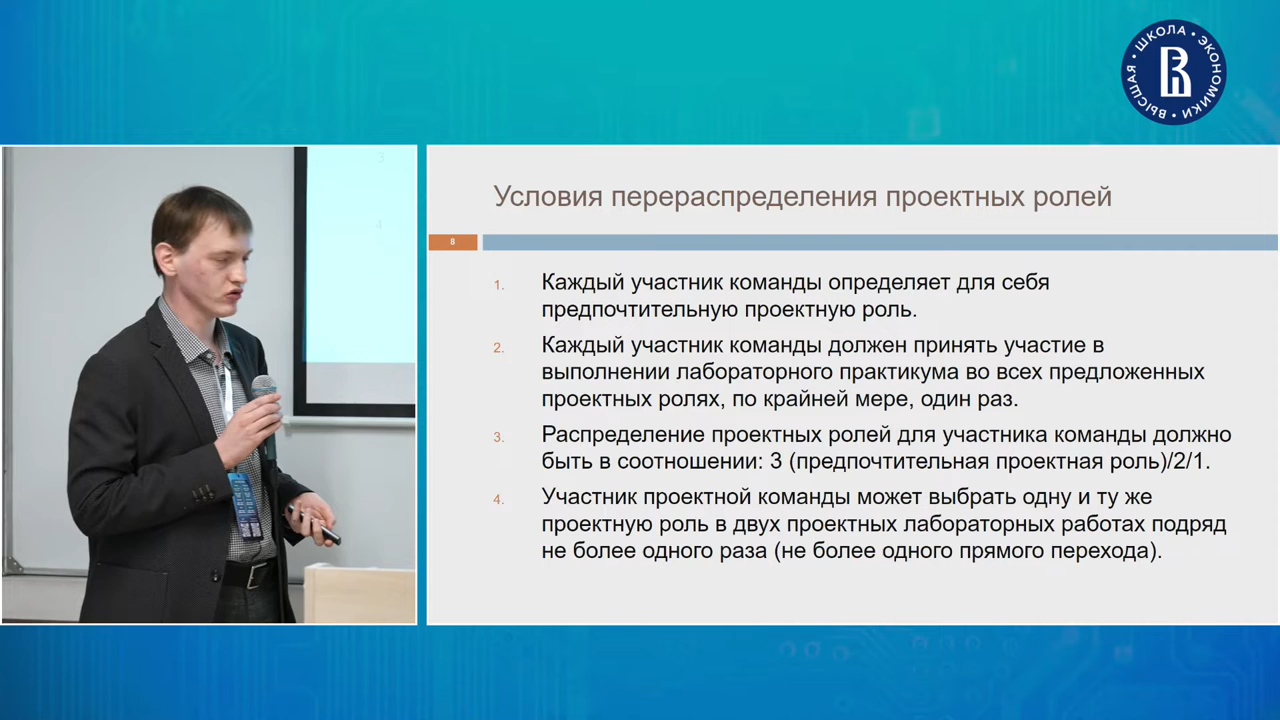 ВЫСШАЯ • ШКОЛА • ЭКОНОМИКИ
Условия перераспределения проектных ролей
8
1. Каждый участник команды определяет для себя
предпочтительную проектную роль.
2. Каждый участник команды должен принять участие в
выполнении лабораторного практикума во всех предложенных
проектных ролях, по крайней мере, один раз.
3. Распределение проектных ролей для участника команды должно
быть в соотношении: 3 (предпочтительная проектная роль)/2/1.
4. Участник проектной команды может выбрать одну и ту же
проектную роль в двух проектных лабораторных работах подряд
не более одного раза (не более одного прямого перехода).
3
4